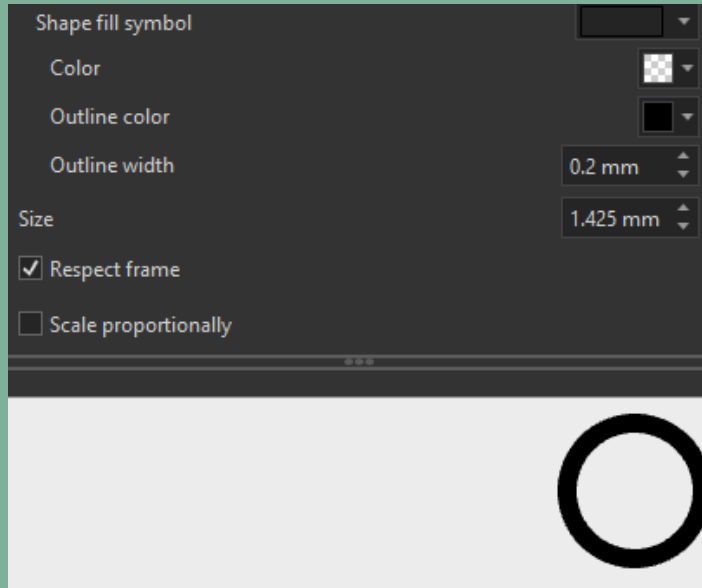 Shape fill symbol
Color
Outline color
Outline width 0.2 mm
Size 1.425 mm
Respect frame
Scale proportionally